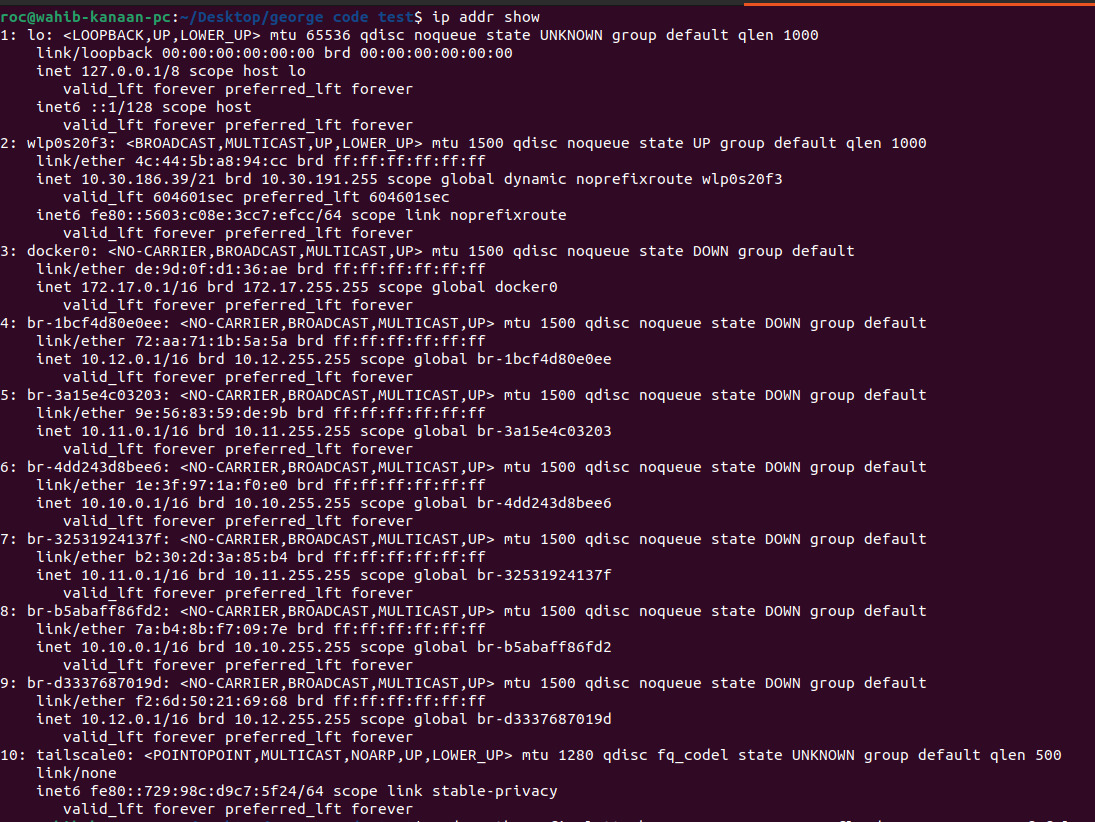 roc@wahib-kanaan-pc:~/Desktop/george code test$ ip addr show
1: lo: <LOOPBACK,UP,LOWER_UP> mtu 65536 qdisc noqueue state UNKNOWN group default qlen 1000
    link/loopback 00:00:00:00:00:00 brd 00:00:00:00:00:00
    inet 127.0.0.1/8 scope host lo
       valid_lft forever preferred_lft forever
    inet6 ::1/128 scope host
       valid_lft forever preferred_lft forever
2: wlp0s20f3: <BROADCAST,MULTICAST,UP,LOWER_UP> mtu 1500 qdisc noqueue state UP group default qlen 1000
    link/ether 4c:44:5b:a8:94:cc brd ff:ff:ff:ff:ff:ff
    inet 10.30.186.39/21 brd 10.30.191.255 scope global dynamic noprefixroute wlp0s20f3
       valid_lft 604601sec preferred_lft 604601sec
    inet6 fe80::5603:c08e:3cc7:efcc/64 scope link noprefixroute
       valid_lft forever preferred_lft forever
3: docker0: <NO-CARRIER,BROADCAST,MULTICAST,UP> mtu 1500 qdisc noqueue state DOWN group default
    link/ether de:9d:0f:d1:36:ae brd ff:ff:ff:ff:ff:ff
    inet 172.17.0.1/16 brd 172.17.255.255 scope global docker0
       valid_lft forever preferred_lft forever
4: br-1bcf4d80e0ee: <NO-CARRIER,BROADCAST,MULTICAST,UP> mtu 1500 qdisc noqueue state DOWN group default
    link/ether 72:aa:71:1b:5a:5a brd ff:ff:ff:ff:ff:ff
    inet 10.12.0.1/16 brd 10.12.255.255 scope global br-1bcf4d80e0ee
       valid_lft forever preferred_lft forever
5: br-3a15e4c03203: <NO-CARRIER,BROADCAST,MULTICAST,UP> mtu 1500 qdisc noqueue state DOWN group default
    link/ether 9e:56:83:59:de:9b brd ff:ff:ff:ff:ff:ff
    inet 10.11.0.1/16 brd 10.11.255.255 scope global br-3a15e4c03203
       valid_lft forever preferred_lft forever
6: br-4dd243d8bee6: <NO-CARRIER,BROADCAST,MULTICAST,UP> mtu 1500 qdisc noqueue state DOWN group default
    link/ether 1e:3f:97:1a:f0:e0 brd ff:ff:ff:ff:ff:ff
    inet 10.10.0.1/16 brd 10.10.255.255 scope global br-4dd243d8bee6
       valid_lft forever preferred_lft forever
7: br-32531924137f: <NO-CARRIER,BROADCAST,MULTICAST,UP> mtu 1500 qdisc noqueue state DOWN group default
    link/ether b2:30:2d:3a:85:b4 brd ff:ff:ff:ff:ff:ff
    inet 10.11.0.1/16 brd 10.11.255.255 scope global br-32531924137f
       valid_lft forever preferred_lft forever
8: br-b5abaff86fd2: <NO-CARRIER,BROADCAST,MULTICAST,UP> mtu 1500 qdisc noqueue state DOWN group default
    link/ether 7a:b4:8b:f7:09:7e brd ff:ff:ff:ff:ff:ff
    inet 10.10.0.1/16 brd 10.10.255.255 scope global br-b5abaff86fd2
       valid_lft forever preferred_lft forever
9: br-d3337687019d: <NO-CARRIER,BROADCAST,MULTICAST,UP> mtu 1500 qdisc noqueue state DOWN group default
    link/ether f2:6d:50:21:69:68 brd ff:ff:ff:ff:ff:ff
    inet 10.12.0.1/16 brd 10.12.255.255 scope global br-d3337687019d
       valid_lft forever preferred_lft forever
10: tailscale0: <POINTOPOINT,MULTICAST,NOARP,UP,LOWER_UP> mtu 1280 qdisc fq_codel state UNKNOWN group default qlen 500
    link/none
    inet6 fe80::729:98c:d9c7:5f24/64 scope link stable-privacy
       valid_lft forever preferred_lft forever